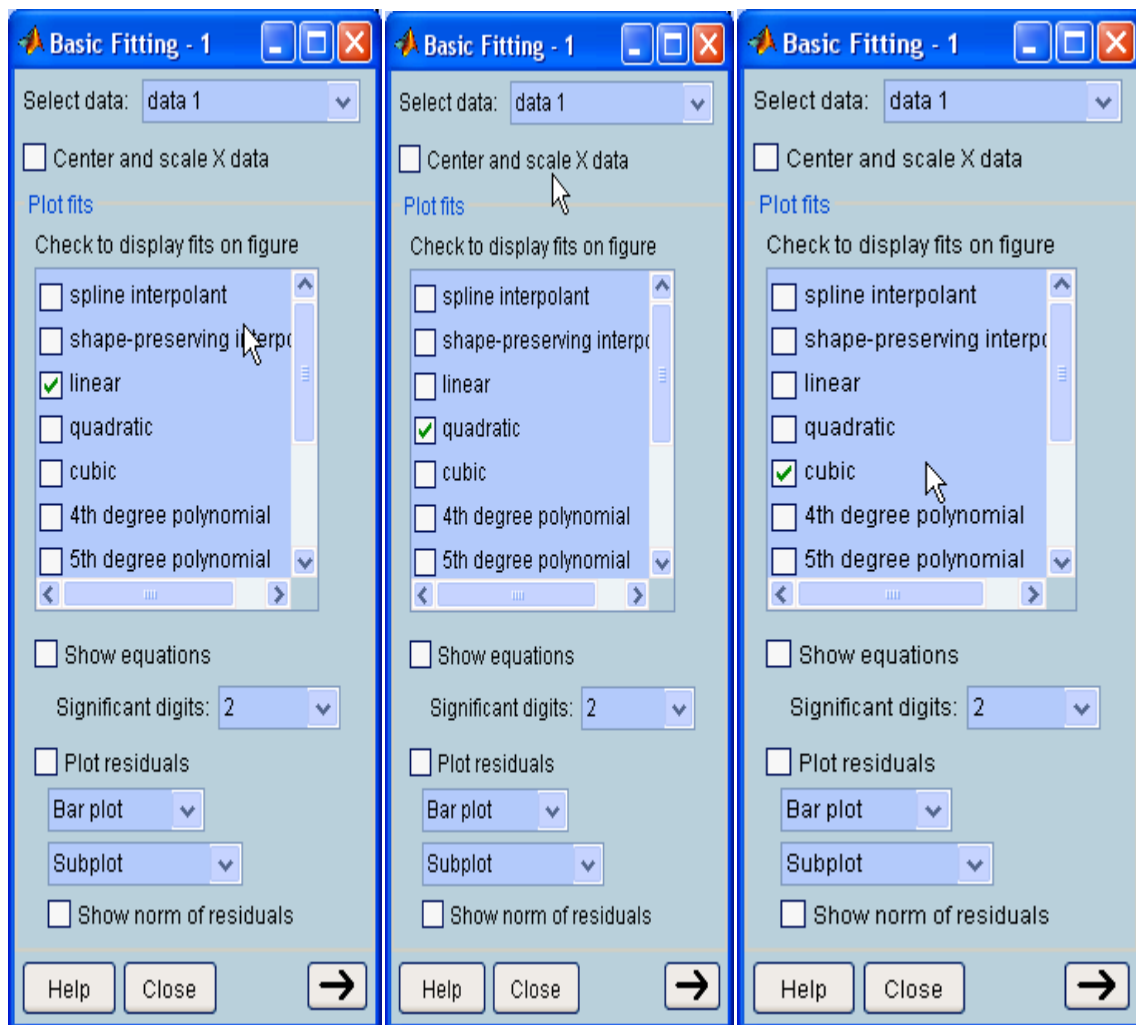 Basic Fitting - 1
Select data: data 1
Center and scale X data
Plot fits
Check to display fits on figure
spline interpolant
shape-preserving interpo
linear
quadratic
cubic
4th degree polynomial
5th degree polynomial
Show equations
Significant digits: 2
Plot residuals
Bar plot
Subplot
Show norm of residuals
Help Close
Basic Fitting - 1
Select data: data 1
Center and scale X data
Plot fits
Check to display fits on figure
spline interpolant
shape-preserving interpo
linear
quadratic
cubic
4th degree polynomial
5th degree polynomial
Show equations
Significant digits: 2
Plot residuals
Bar plot
Subplot
Show norm of residuals
Help Close
Basic Fitting - 1
Select data: data 1
Center and scale X data
Plot fits
Check to display fits on figure
spline interpolant
shape-preserving interpo
linear
quadratic
cubic
4th degree polynomial
5th degree polynomial
Show equations
Significant digits: 2
Plot residuals
Bar plot
Subplot
Show norm of residuals
Help Close